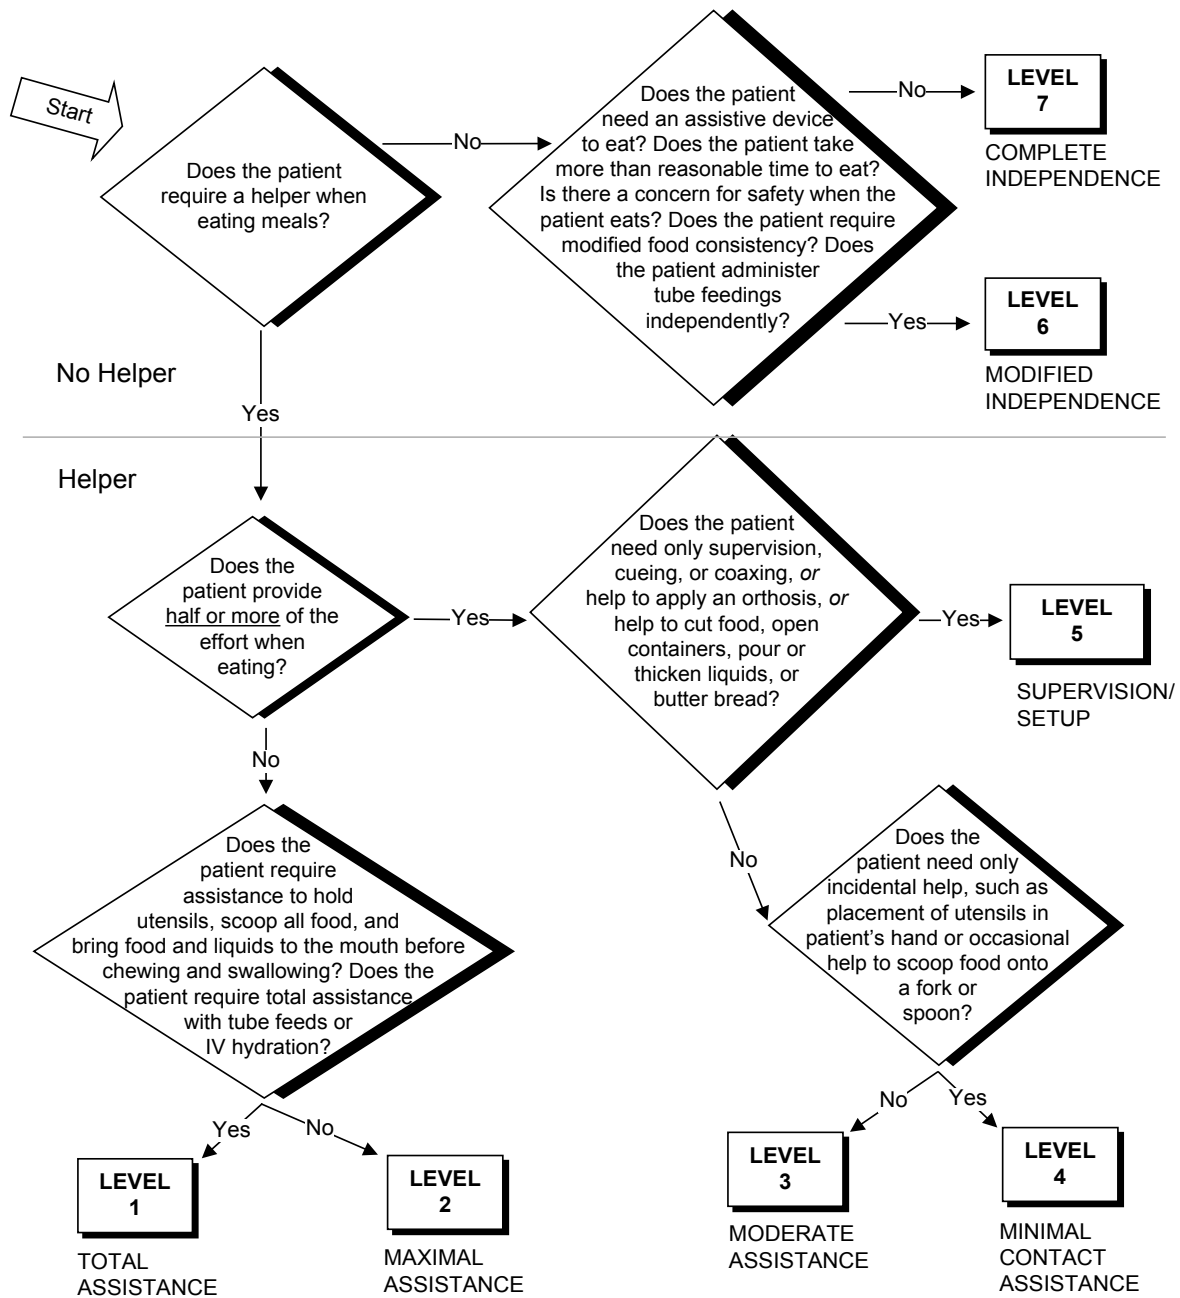 Start
Does the patient
require a helper when
eating meals?
No
Does the patient
need an assistive device
to eat? Does the patient take
more than reasonable time to eat?
Is there a concern for safety when the
patient eats? Does the patient require
modified food consistency? Does
the patient administer
tube feedings
independently?
No
LEVEL
7
COMPLETE
INDEPENDENCE
Yes
LEVEL
6
MODIFIED
INDEPENDENCE
No Helper
Yes
Helper
Does the
patient provide
half or more of the
effort when
eating?
Yes
Does the patient
need only supervision,
cueing, or coaxing, or
help to apply an orthosis, or
help to cut food, open
containers, pour or
thicken liquids, or
butter bread?
Yes
LEVEL
5
SUPERVISION/
SETUP
No
Does the
patient require
assistance to hold
utensils, scoop all food, and
bring food and liquids to the mouth before
chewing and swallowing? Does the
patient require total assistance
with tube feeds or
IV hydration?
No
Does the
patient need only
incidental help, such as
placement of utensils in
patient's hand or occasional
help to scoop food onto
a fork or
spoon?
Yes
No
LEVEL
1
TOTAL
ASSISTANCE
LEVEL
2
MAXIMAL
ASSISTANCE
No
Yes
LEVEL
3
MODERATE
ASSISTANCE
LEVEL
4
MINIMAL
CONTACT
ASSISTANCE